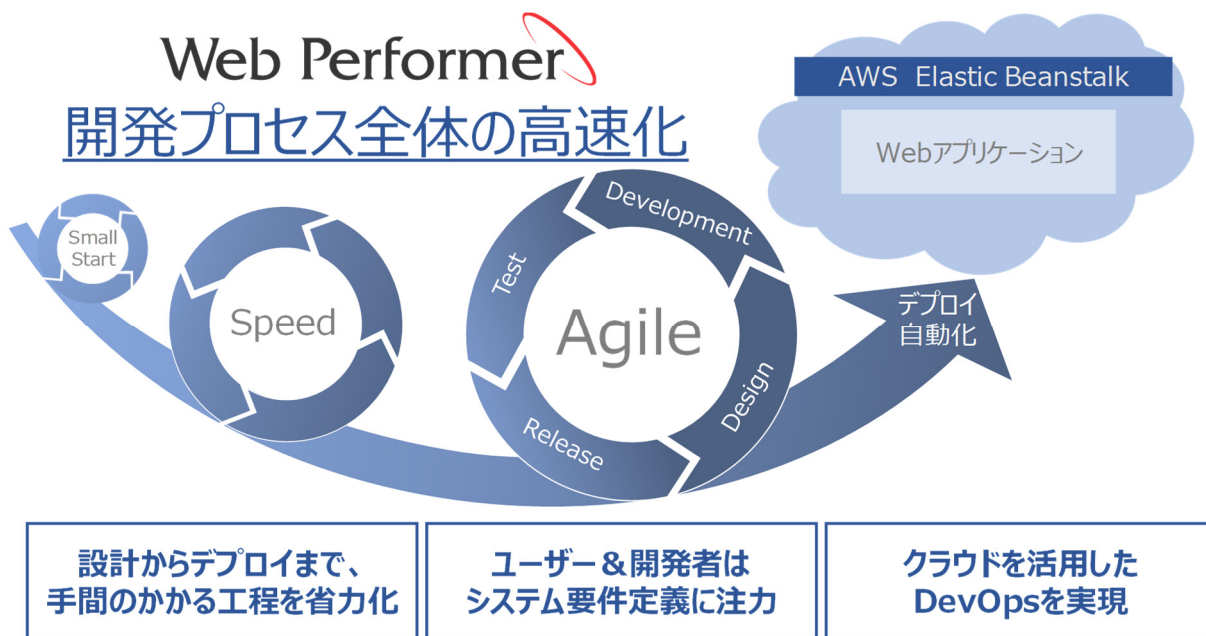 Web Performer
開発プロセス全体の高速化
AWS Elastic Beanstalk
Webアプリケーション
Small
Start
Speed
Agile
Development
Test
Design
Release
デプロイ
自動化
設計からデプロイまで、
手間のかかる工程を省力化
ユーザー＆開発者は
システム要件定義に注力
クラウドを活用した
DevOpsを実現